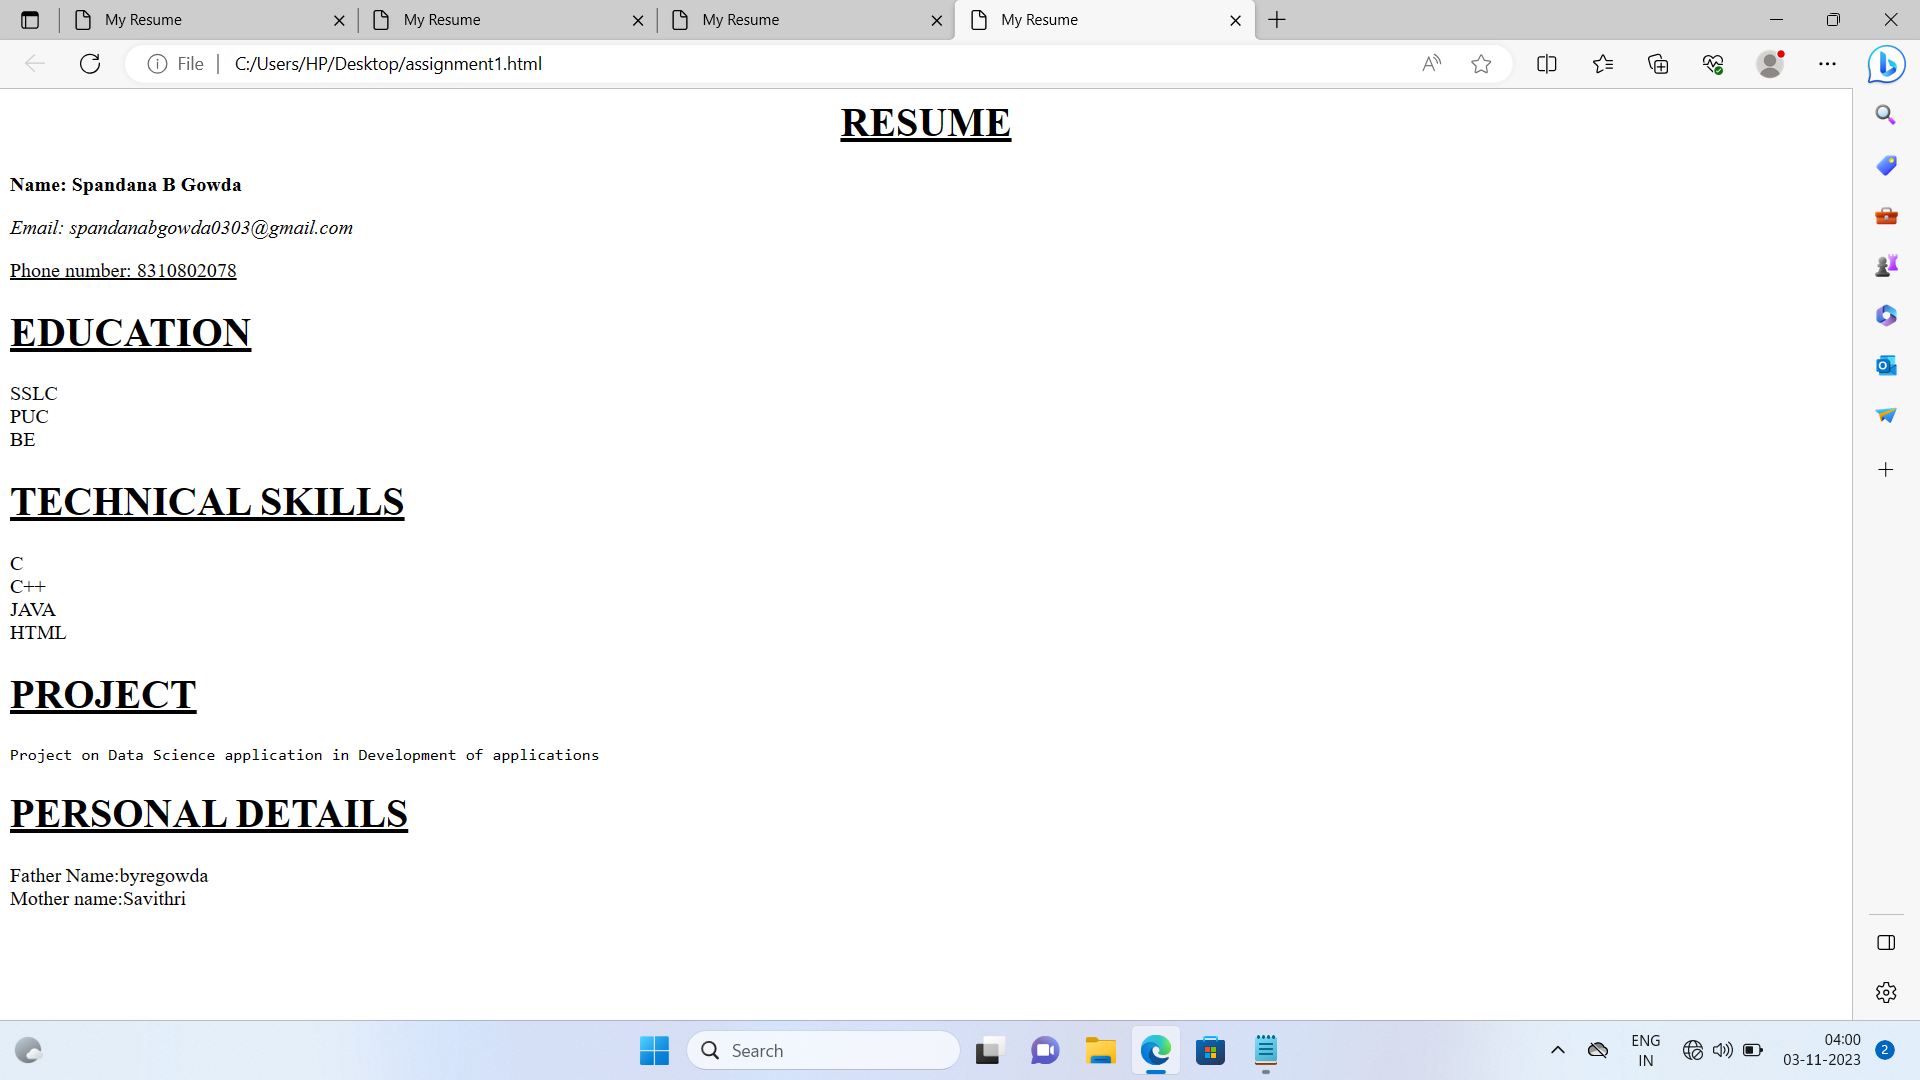 My Resume
My Resume
My Resume
My Resume
File
C:/Users/HP/Desktop/assignment1.html
RESUME
Name: Spandana B Gowda
Email: spandanabgowda0303@gmail.com
Phone number: 8310802078
EDUCATION
SSLC
PUC
BE
TECHNICAL SKILLS
C
C++
JAVA
HTML
PROJECT
Project on Data Science application in Development of applications
PERSONAL DETAILS
Father Name:byregowda
Mother name:Savithri
Search
ENG
IN
04:00
03-11-2023
2